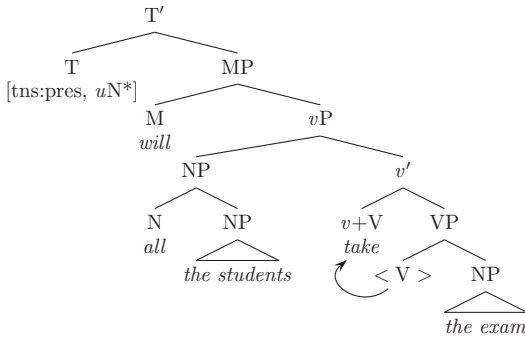 T′
T MP
[tns:pres, uN*]
M vP
will
NP v′
N NP v+V VP
all take
the students < V > NP
the exam